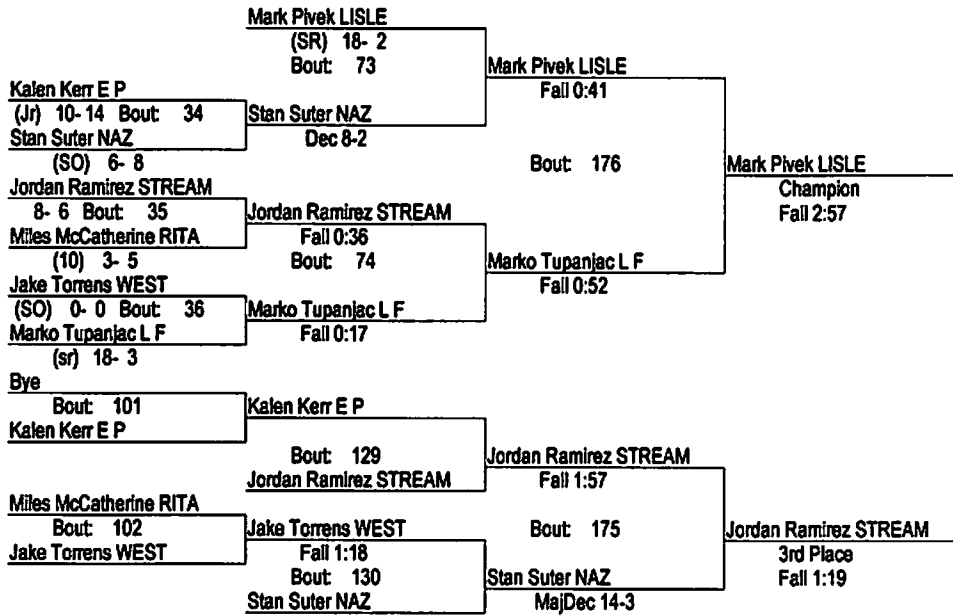 Mark Pivek LISLE
(SR) 18- 2
Bout: 73
Mark Pivek LISLE
Fall 0:41
Kalen Kerr E P
(Jr) 10- 14 Bout: 34
Stan Suter NAZ
Dec 8-2
Stan Suter NAZ
(SO) 6- 8
Bout: 176
Mark Pivek LISLE
Champion
Fall 2:57
Jordan Ramirez STREAM
8- 6 Bout: 35
Jordan Ramirez STREAM
Fall 0:36
Miles McCatherine RITA
(10) 3- 5
Bout: 74
Marko Tupanjac L F
Fall 0:52
Jake Torrens WEST
(SO) 0- 0 Bout: 36
Marko Tupanjac L F
Fall 0:17
Marko Tupanjac L F
(sr) 18- 3
Bye
Bout: 101
Kalen Kerr E P
Kalen Kerr E P
Bout: 129
Jordan Ramirez STREAM
Jordan Ramirez STREAM
Fall 1:57
Miles McCatherine RITA
Bout: 102
Jake Torrens WEST
Jake Torrens WEST
Fall 1:18
Bout: 175
Jordan Ramirez STREAM
3rd Place
Fall 1:19
Bout: 130
Stan Suter NAZ
Stan Suter NAZ
MajDec 14-3